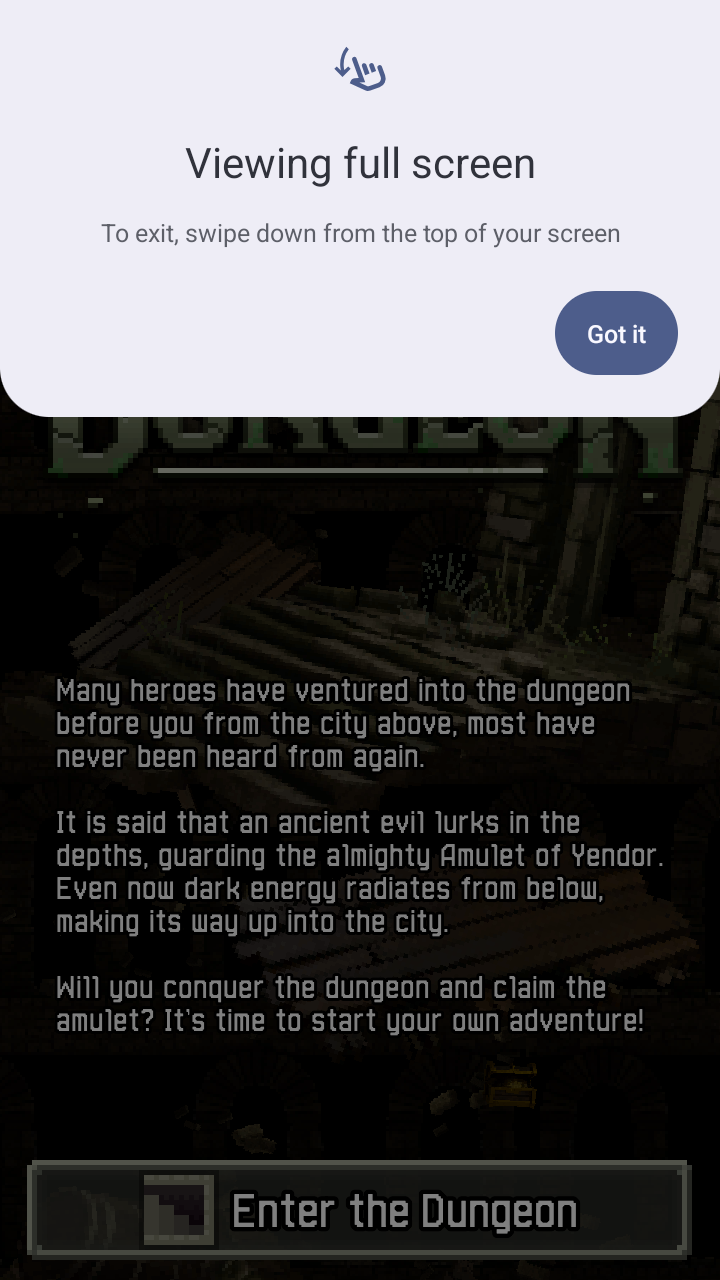 Viewing full screen
To exit, swipe down from the top of your screen
Got it
Many heroes have ventured into the dungeon
before you from the city above, most have
never been heard from again.
It is said that an ancient evil lurks in the
depths, guarding the almighty Amulet of Yendor.
Even now dark energy radiates from below,
making its way up into the city.
Will you conquer the dungeon and claim the
amulet? It's time to start your own adventure!
Enter the Dungeon